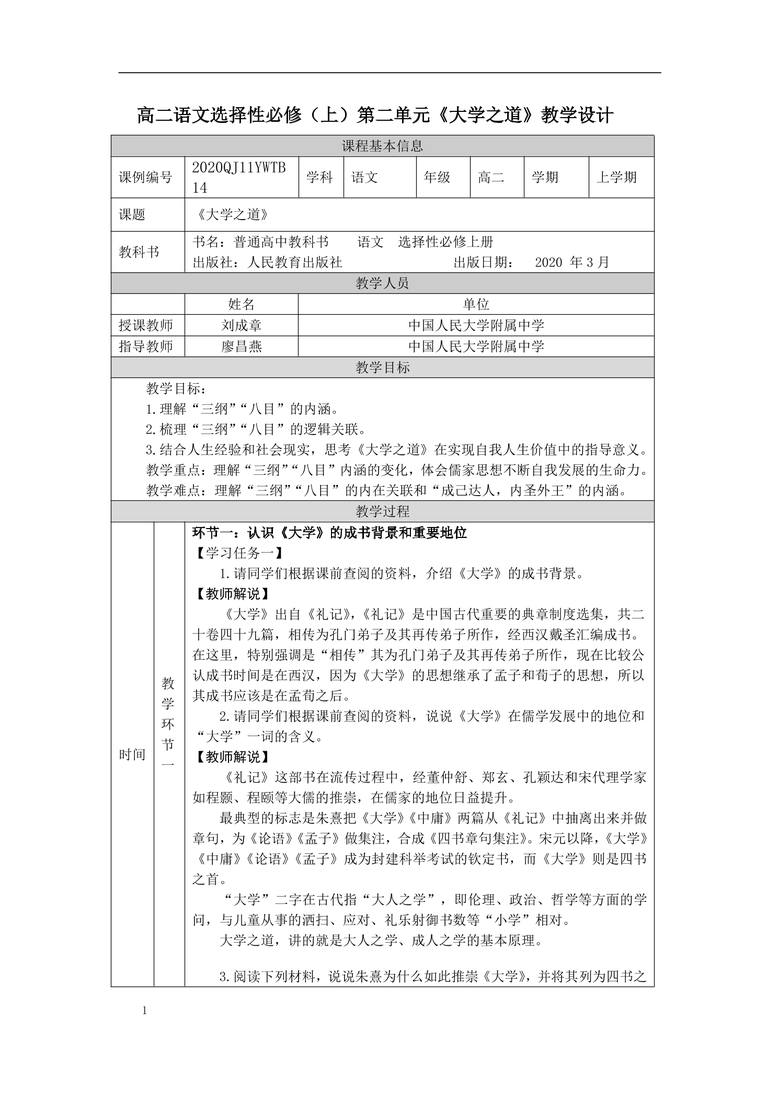 高二语文选择性必修（上）第二单元《大学之道》教学设计
课程基本信息
课例编号 2020QJ11YWTB14 学科 语文 年级 高二 学期 上学期
课题 《大学之道》
教科书 书名：普通高中教科书 语文 选择性必修上册
出版社：人民教育出版社 出版日期： 2020 年 3 月
教学人员
姓名 单位
授课教师 刘成章 中国人民大学附属中学
指导教师 廖昌燕 中国人民大学附属中学
教学目标
教学目标：
1.理解“三纲”“八目”的内涵。
2.梳理“三纲”“八目”的逻辑关联。
3.结合人生经验和社会现实，思考《大学之道》在实现自我人生价值中的指导意义。
教学重点：理解“三纲”“八目”内涵的变化，体会儒家思想不断自我发展的生命力。
教学难点：理解“三纲”“八目”的内在关联和“成己达人，内圣外王”的内涵。
教学过程
时间
教学环节一
环节一：认识《大学》的成书背景和重要地位
【学习任务一】
1.请同学们根据课前查阅的资料，介绍《大学》的成书背景。
【教师解说】
《大学》出自《礼记》，《礼记》是中国古代重要的典章制度选集，共二
十卷四十九篇，相传为孔门弟子及其再传弟子所作，经西汉戴圣汇编成书。
在这里，特别强调是“相传”其为孔门弟子及其再传弟子所作，现在比较公
认成书时间是在西汉，因为《大学》的思想继承了孟子和荀子的思想，所以
其成书应该是在孟荀之后。
2.请同学们根据课前查阅的资料，说说《大学》在儒学发展中的地位和
“大学”一词的含义。
【教师解说】
《礼记》这部书在流传过程中，经董仲舒、郑玄、孔颖达和宋代理学家
如程颢、程颐等大儒的推崇，在儒家的地位日益提升。
最典型的标志是朱熹把《大学》《中庸》两篇从《礼记》中抽离出来并做
章句，为《论语》《孟子》做集注，合成《四书章句集注》。宋元以降，《大学》
《中庸》《论语》《孟子》成为封建科举考试的钦定书，而《大学》则是四书
之首。
“大学”二字在古代指“大人之学”，即伦理、政治、哲学等方面的学
问，与儿童从事的洒扫、应对、礼乐射御书数等“小学”相对。
大学之道，讲的就是大人之学、成人之学的基本原理。
3.阅读下列材料，说说朱熹为什么如此推崇《大学》，并将其列为四书之
1